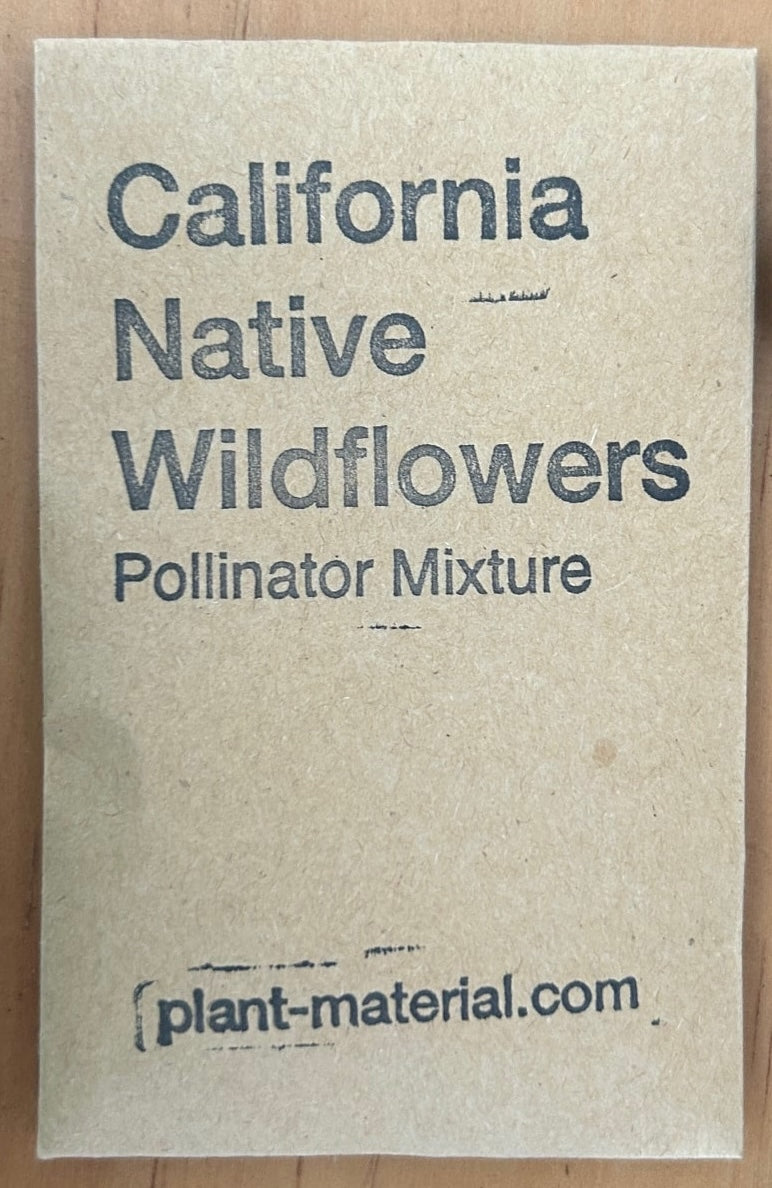 California
Native
Wildflowers
Pollinator Mixture
plant-material.com